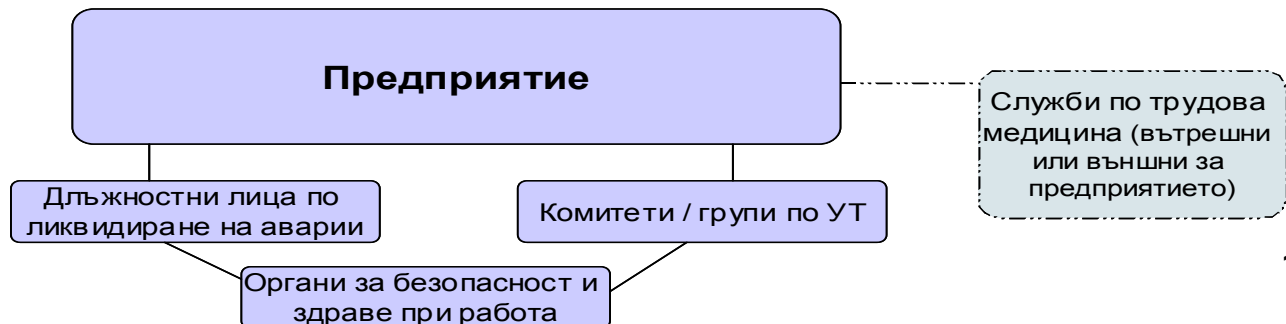 Предприятие
Служби по трудова
медицина (вътрешни
или външни за
предприятието)
Длъжностни лица по
ликвидиране на аварии
Комитети / групи по УТ
Органи за безопасност и
здраве при работа